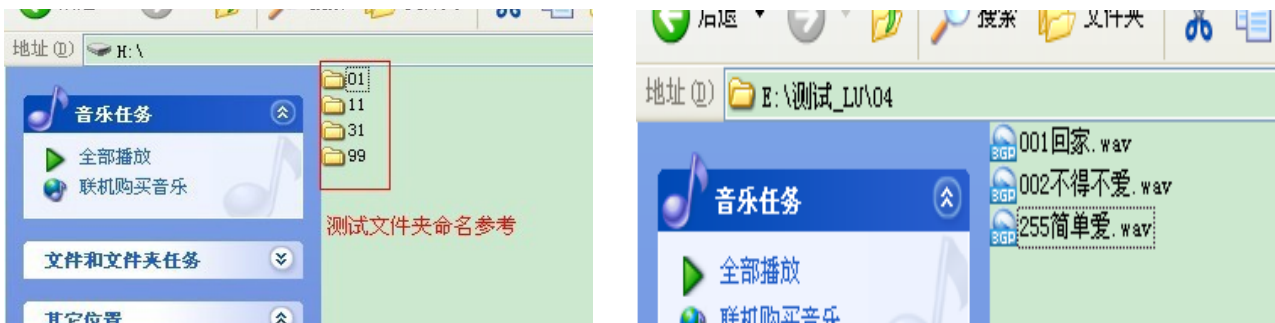 地址(D) H:\
音乐任务
全部播放
联机购买音乐
文件和文件夹任务
其它位置
01
11
31
99
测试文件夹命名参考
后退 搜索 文件夹
地址(D) E:\测试_LU\04
音乐任务
全部播放
联机购买音乐
001回家.wav
002不得不爱.wav
255简单爱.wav